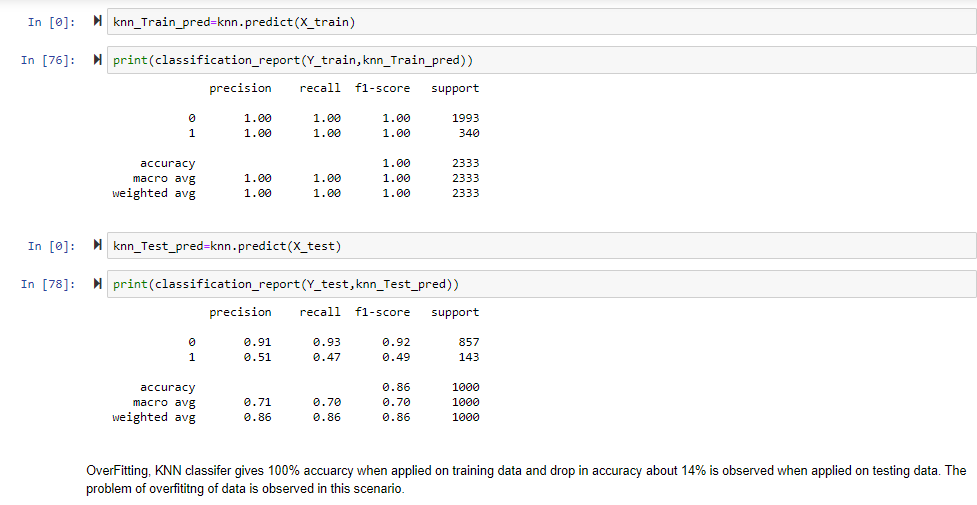 In [0]: knn_Train_pred=knn.predict(X_train)
In [76]: print(classification_report(Y_train,knn_Train_pred))
precision recall f1-score support
0 1.00 1.00 1.00 1993
1 1.00 1.00 1.00 340
accuracy 1.00 2333
macro avg 1.00 1.00 1.00 2333
weighted avg 1.00 1.00 1.00 2333
In [0]: knn_Test_pred=knn.predict(X_test)
In [78]: print(classification_report(Y_test,knn_Test_pred))
precision recall f1-score support
0 0.91 0.93 0.92 857
1 0.51 0.47 0.49 143
accuracy 0.86 1000
macro avg 0.71 0.70 0.70 1000
weighted avg 0.86 0.86 0.86 1000
OverFitting, KNN classifer gives 100% accuarcy when applied on training data and drop in accuracy about 14% is observed when applied on testing data. The
problem of overfititng of data is observed in this scenario.